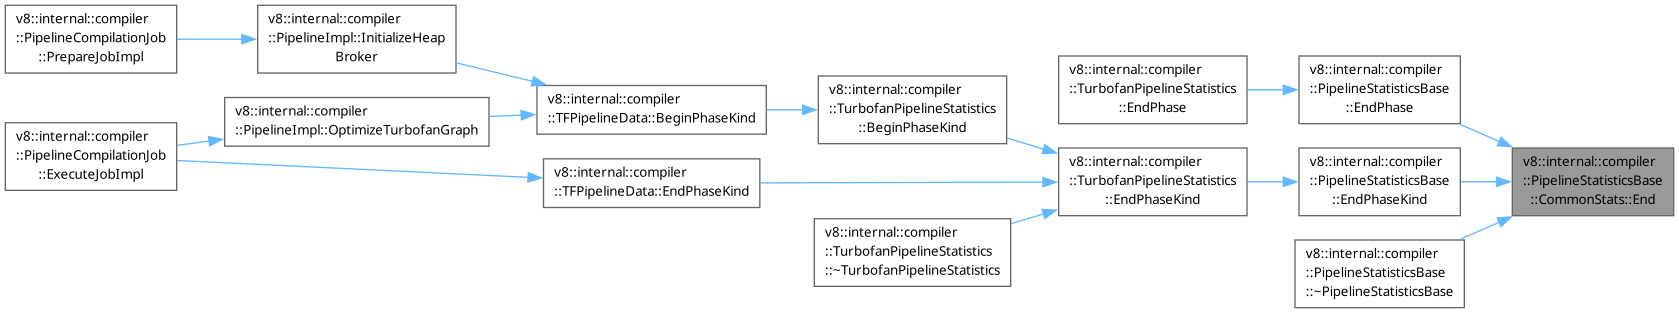 v8::internal::compiler
::PipelineCompilationJob
::PrepareJobImpl
v8::internal::compiler
::PipelineImpl::InitializeHeap
Broker
v8::internal::compiler
::PipelineCompilationJob
::ExecuteJobImpl
v8::internal::compiler
::PipelineImpl::OptimizeTurbofanGraph
v8::internal::compiler
::TFPipelineData::BeginPhaseKind
v8::internal::compiler
::TFPipelineData::EndPhaseKind
v8::internal::compiler
::TurbofanPipelineStatistics
::BeginPhaseKind
v8::internal::compiler
::TurbofanPipelineStatistics
::~TurbofanPipelineStatistics
v8::internal::compiler
::TurbofanPipelineStatistics
::EndPhase
v8::internal::compiler
::TurbofanPipelineStatistics
::EndPhaseKind
v8::internal::compiler
::PipelineStatisticsBase
::EndPhase
v8::internal::compiler
::PipelineStatisticsBase
::EndPhaseKind
v8::internal::compiler
::PipelineStatisticsBase
::~PipelineStatisticsBase
v8::internal::compiler
::PipelineStatisticsBase
::CommonStats::End